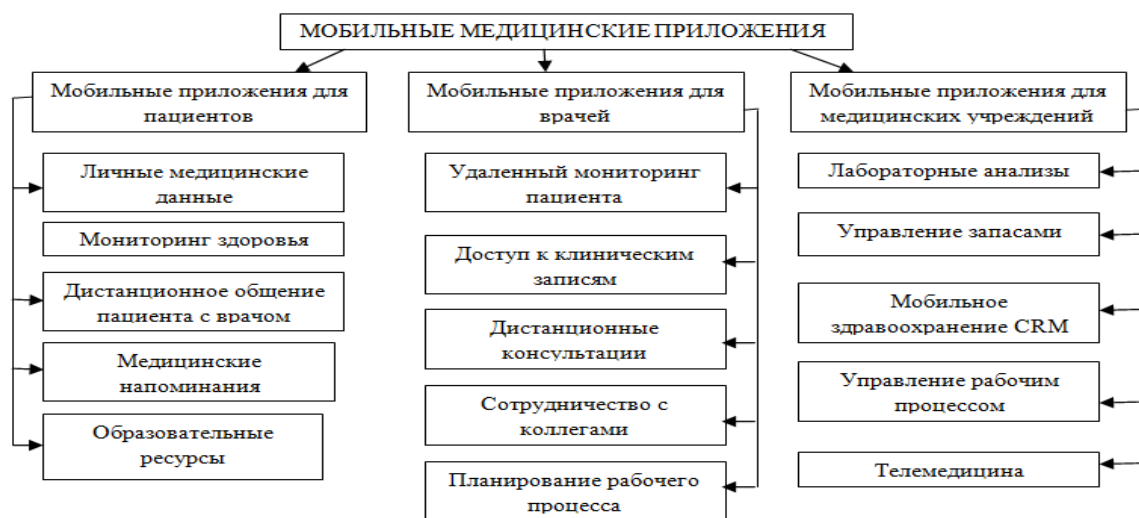 МОБИЛЬНЫЕ МЕДИЦИНСКИЕ ПРИЛОЖЕНИЯ
Мобильные приложения для
пациентов
Личные медицинские
данные
Мониторинг здоровья
Дистанционное общение
пациента с врачом
Медицинские
напоминания
Образовательные
ресурсы
Мобильные приложения для
врачей
Удаленный мониторинг
пациента
Доступ к клиническим
записям
Дистанционные
консультации
Сотрудничество с
коллегами
Планирование рабочего
процесса
Мобильные приложения для
медицинских учреждений
Лабораторные анализы
Управление запасами
Мобильное
здравоохранение CRM
Управление рабочим
процессом
Телемедицина